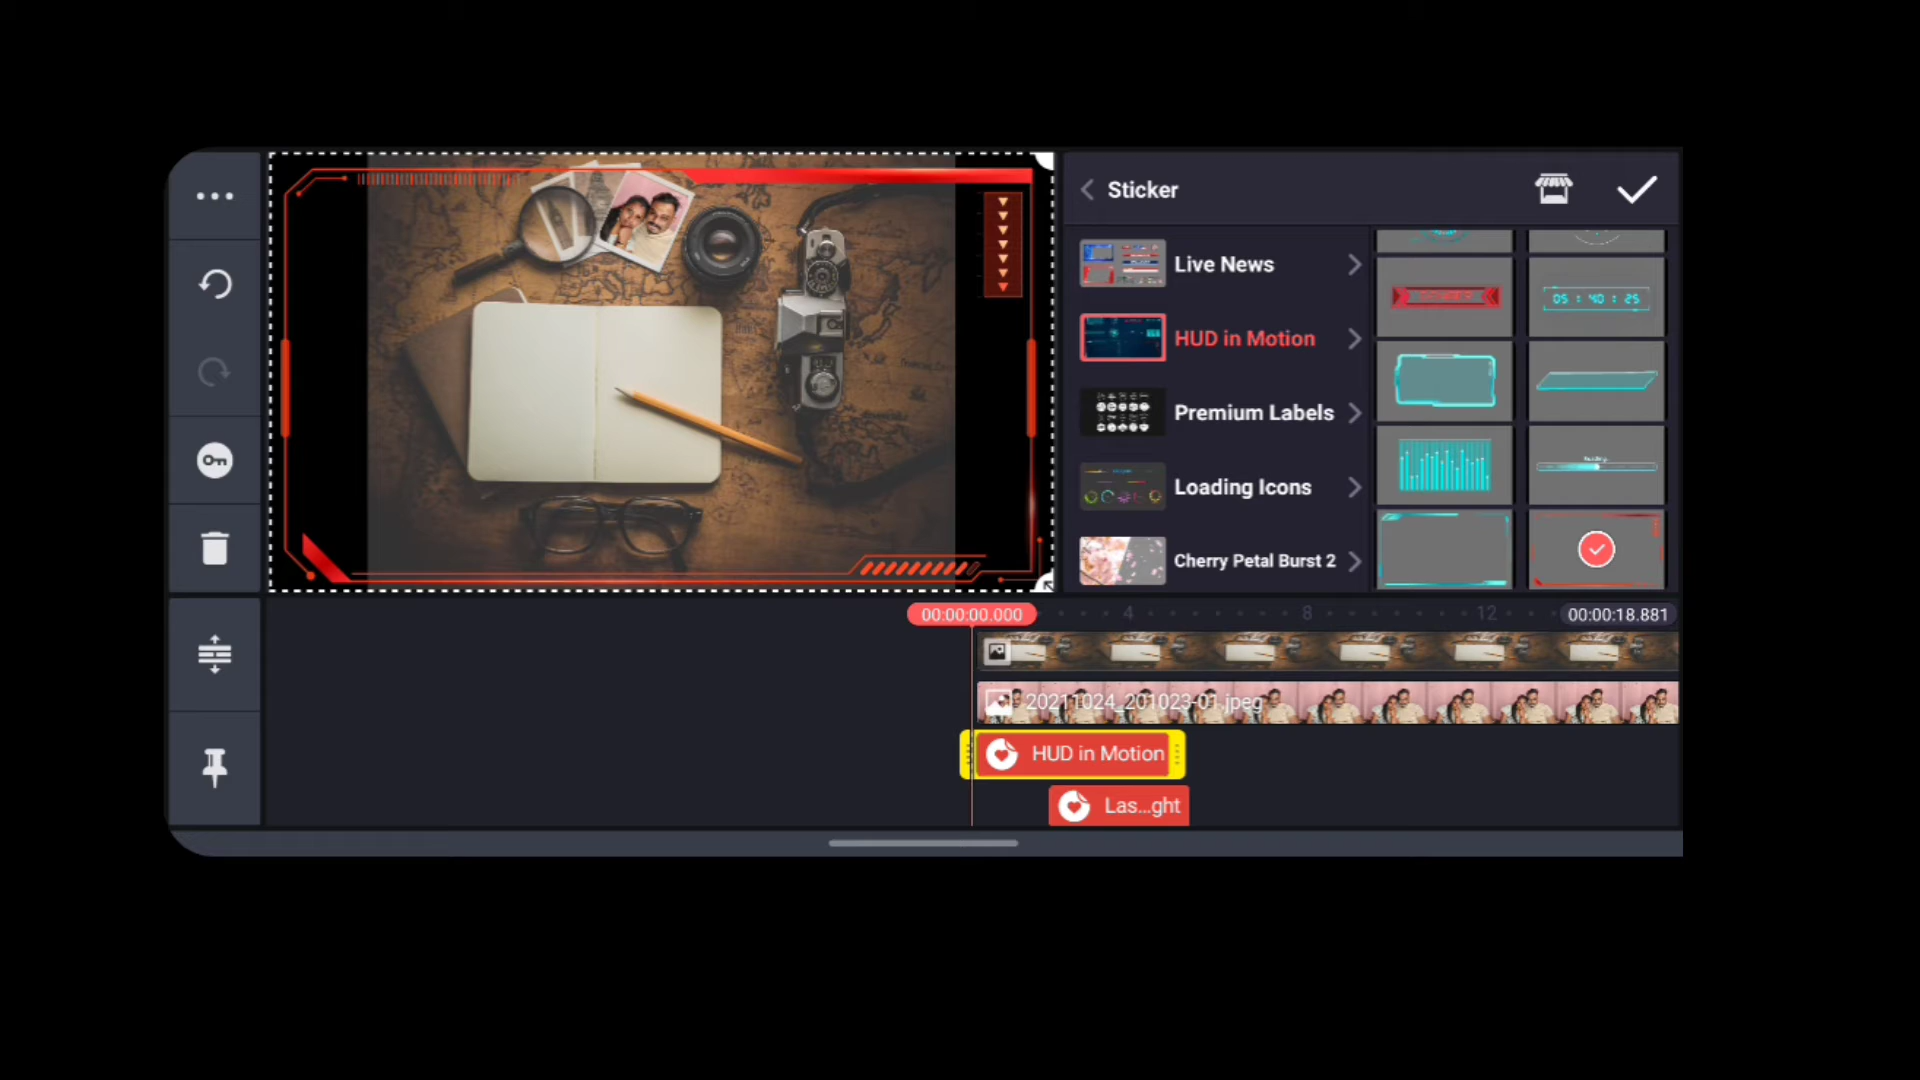 Sticker
Live News
HUD in Motion
Premium Labels
Loading Icons
Cherry Petal Burst 2
05 : 40 : 25
00:00:00.000
4
8
12
00:00:18.881
20211024_201023-01.jpeg
HUD in Motion
Las...ght